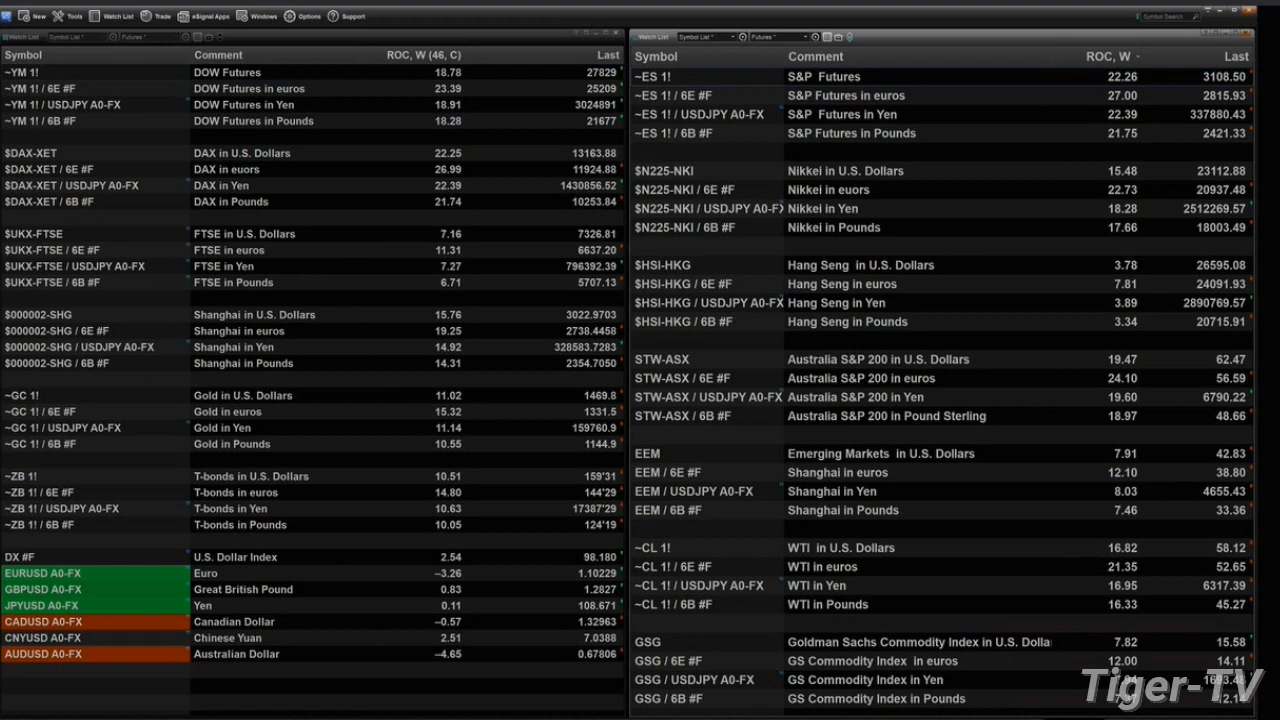 New Tools Watch List Trade eSignal Apps Windows Options Support Symbol Search
Watch List Symbol List * Futures *
Symbol Comment ROC, W (46, C) Last
~YM 1! DOW Futures 18.78 27829
~YM 1! / 6E #F DOW Futures in euros 23.39 25209
~YM 1! / USDJPY A0-FX DOW Futures in Yen 18.91 3024891
~YM 1! / 6B #F DOW Futures in Pounds 18.28 21677
$DAX-XET DAX in U.S. Dollars 22.25 13163.88
$DAX-XET / 6E #F DAX in euors 26.99 11924.88
$DAX-XET / USDJPY A0-FX DAX in Yen 22.39 1430856.52
$DAX-XET / 6B #F DAX in Pounds 21.74 10253.84
$UKX-FTSE FTSE in U.S. Dollars 7.16 7326.81
$UKX-FTSE / 6E #F FTSE in euros 11.31 6637.20
$UKX-FTSE / USDJPY A0-FX FTSE in Yen 7.27 796392.39
$UKX-FTSE / 6B #F FTSE in Pounds 6.71 5707.13
$000002-SHG Shanghai in U.S. Dollars 15.76 3022.9703
$000002-SHG / 6E #F Shanghai in euros 19.25 2738.4458
$000002-SHG / USDJPY A0-FX Shanghai in Yen 14.92 328583.7283
$000002-SHG / 6B #F Shanghai in Pounds 14.31 2354.7050
~GC 1! Gold in U.S. Dollars 11.02 1469.8
~GC 1! / 6E #F Gold in euros 15.32 1331.5
~GC 1! / USDJPY A0-FX Gold in Yen 11.14 159760.9
~GC 1! / 6B #F Gold in Pounds 10.55 1144.9
~ZB 1! T-bonds in U.S. Dollars 10.51 159'31
~ZB 1! / 6E #F T-bonds in euros 14.80 144'29
~ZB 1! / USDJPY A0-FX T-bonds in Yen 10.63 17387'29
~ZB 1! / 6B #F T-bonds in Pounds 10.05 124'19
DX #F U.S. Dollar Index 2.54 98.180
EURUSD A0-FX Euro –3.26 1.10229
GBPUSD A0-FX Great British Pound 0.83 1.2827
JPYUSD A0-FX Yen 0.11 108.671
CADUSD A0-FX Canadian Dollar –0.57 1.32963
CNYUSD A0-FX Chinese Yuan 2.51 7.0388
AUDUSD A0-FX Australian Dollar –4.65 0.67806
Watch List Symbol List * Futures *
Symbol Comment ROC, W Last
~ES 1! S&P Futures 22.26 3108.50
~ES 1! / 6E #F S&P Futures in euros 27.00 2815.93
~ES 1! / USDJPY A0-FX S&P Futures in Yen 22.39 337880.43
~ES 1! / 6B #F S&P Futures in Pounds 21.75 2421.33
$N225-NKI Nikkei in U.S. Dollars 15.48 23112.88
$N225-NKI / 6E #F Nikkei in euors 22.73 20937.48
$N225-NKI / USDJPY A0-FX Nikkei in Yen 18.28 2512269.57
$N225-NKI / 6B #F Nikkei in Pounds 17.66 18003.49
$HSI-HKG Hang Seng in U.S. Dollars 3.78 26595.08
$HSI-HKG / 6E #F Hang Seng in euros 7.81 24091.93
$HSI-HKG / USDJPY A0-FX Hang Seng in Yen 3.89 2890769.57
$HSI-HKG / 6B #F Hang Seng in Pounds 3.34 20715.91
STW-ASX Australia S&P 200 in U.S. Dollars 19.47 62.47
STW-ASX / 6E #F Australia S&P 200 in euros 24.10 56.59
STW-ASX / USDJPY A0-FX Australia S&P 200 in Yen 19.60 6790.22
STW-ASX / 6B #F Australia S&P 200 in Pound Sterling 18.97 48.66
EEM Emerging Markets in U.S. Dollars 7.91 42.83
EEM / 6E #F Shanghai in euros 12.10 38.80
EEM / USDJPY A0-FX Shanghai in Yen 8.03 4655.43
EEM / 6B #F Shanghai in Pounds 7.46 33.36
~CL 1! WTI in U.S. Dollars 16.82 58.12
~CL 1! / 6E #F WTI in euros 21.35 52.65
~CL 1! / USDJPY A0-FX WTI in Yen 16.95 6317.39
~CL 1! / 6B #F WTI in Pounds 16.33 45.27
GSG Goldman Sachs Commodity Index in U.S. Dolla 7.82 15.58
GSG / 6E #F GS Commodity Index in euros 12.00 14.11
GSG / USDJPY A0-FX GS Commodity Index in Yen
GSG / 6B #F GS Commodity Index in Pounds
Tiger-TV